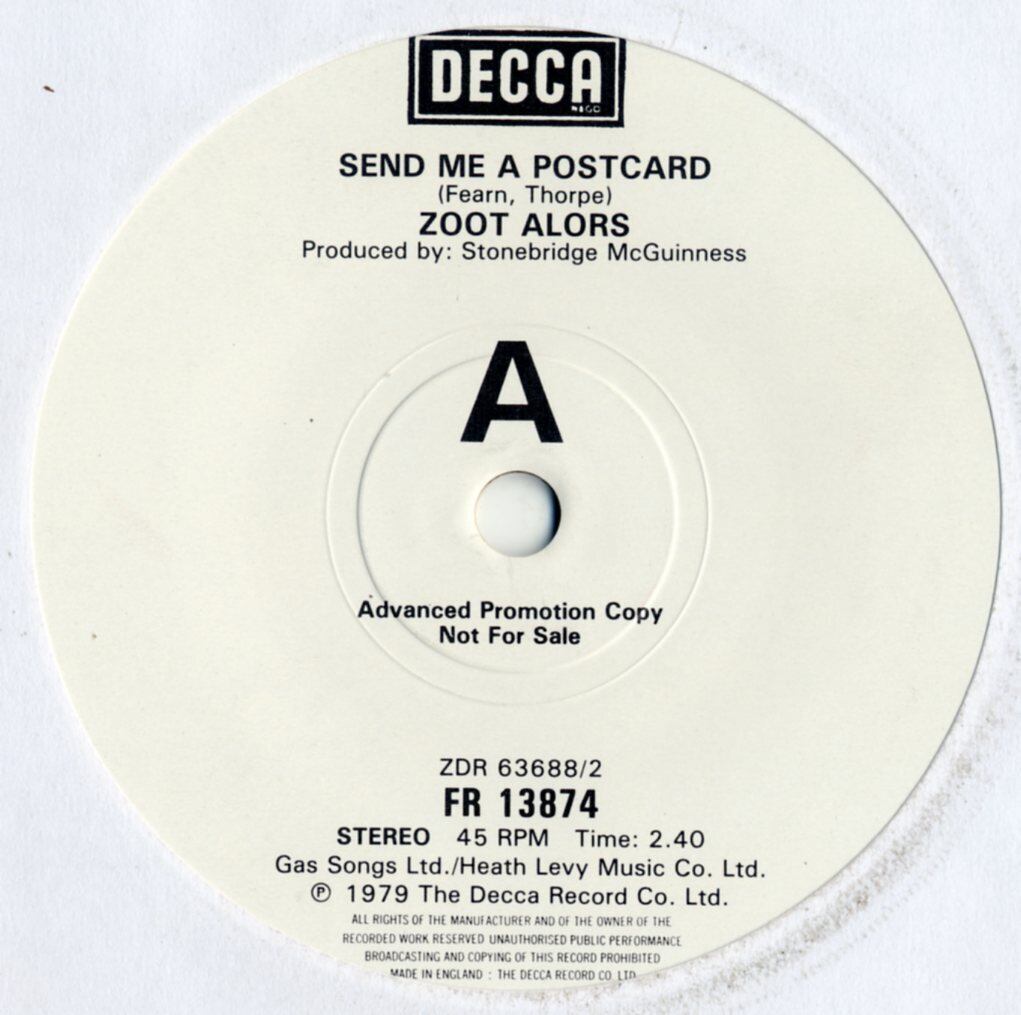 DECCA
SEND ME A POSTCARD
(Fearn, Thorpe)
ZOOT ALORS
Produced by: Stonebridge McGuinness
A
Advanced Promotion Copy
Not For Sale
ZDR 63688/2
FR 13874
STEREO 45 RPM Time: 2.40
Gas Songs Ltd./Heath Levy Music Co. Ltd.
℗ 1979 The Decca Record Co. Ltd.
ALL RIGHTS OF THE MANUFACTURER AND OF THE OWNER OF THE
RECORDED WORK RESERVED UNAUTHORISED PUBLIC PERFORMANCE
BROADCASTING AND COPYING OF THIS RECORD PROHIBITED
MADE IN ENGLAND : THE DECCA RECORD CO. LTD.